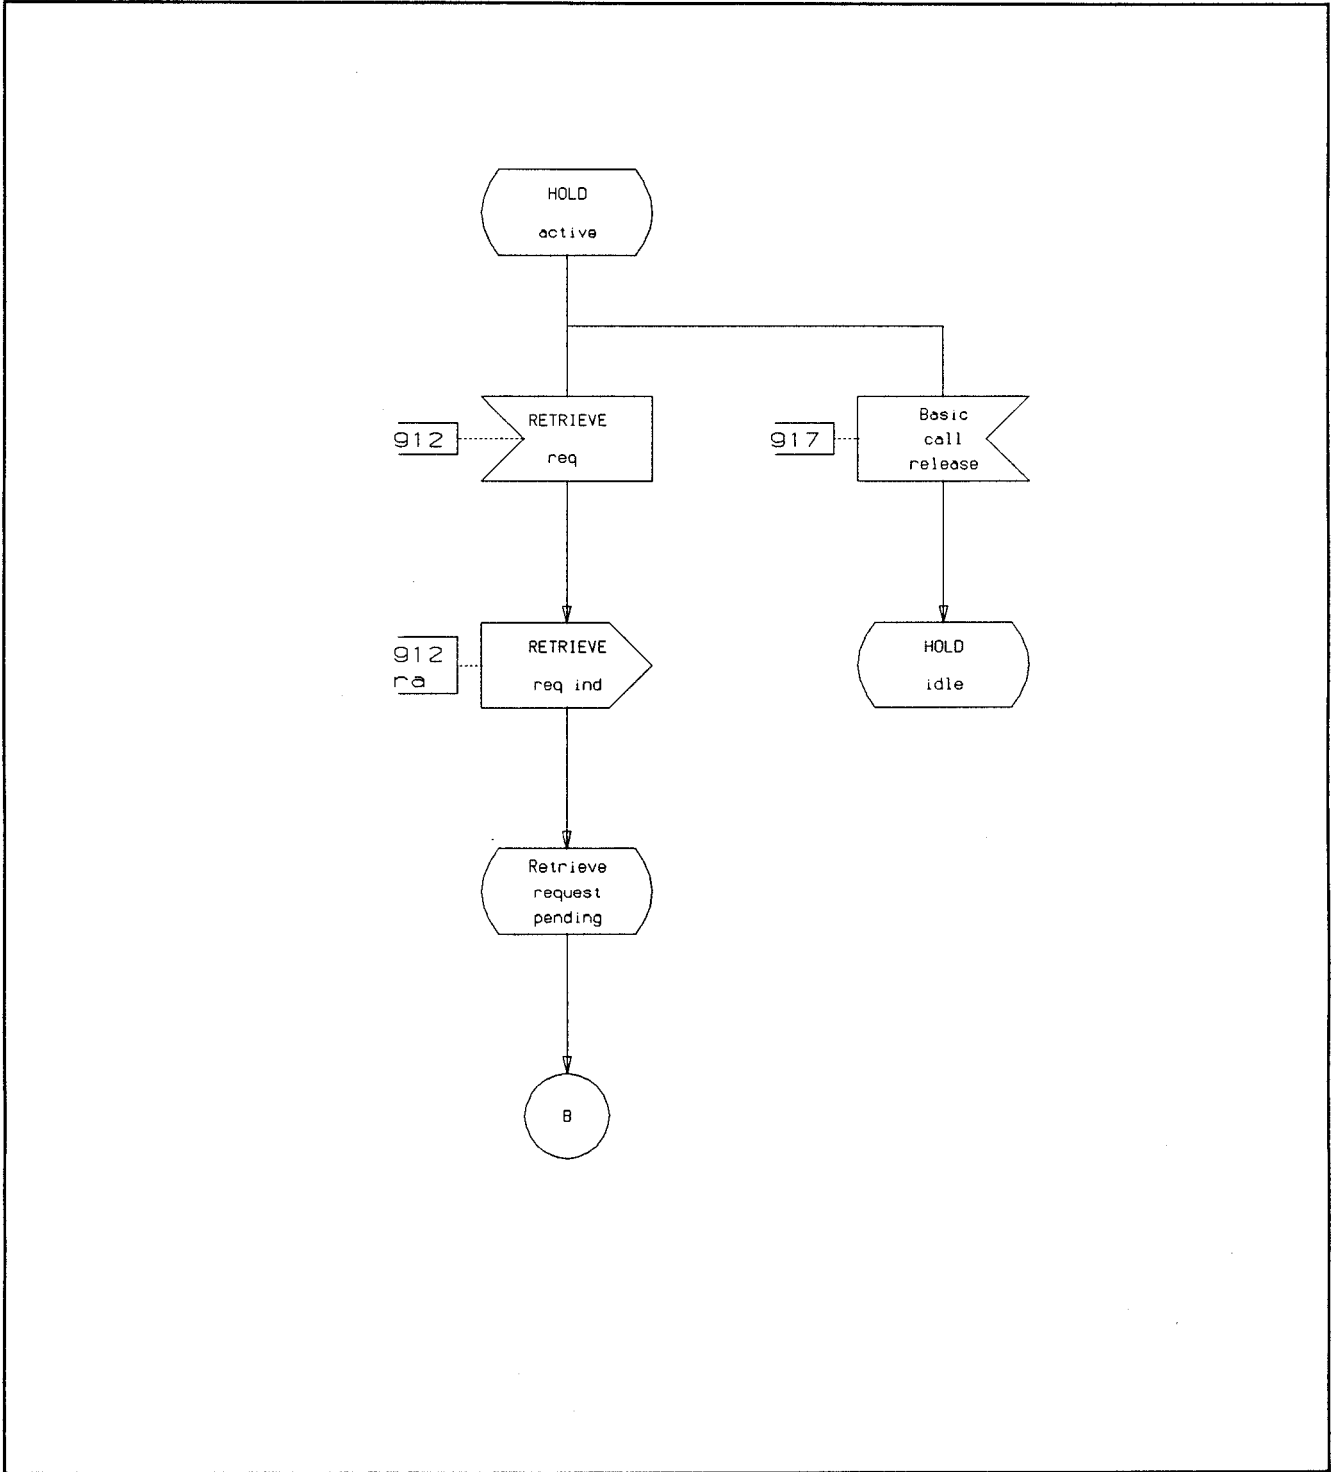 HOLD
active
RETRIEVE
req
912
Basic
call
release
917
RETRIEVE
req ind
912
ra
HOLD
idle
Retrieve
request
pending
B